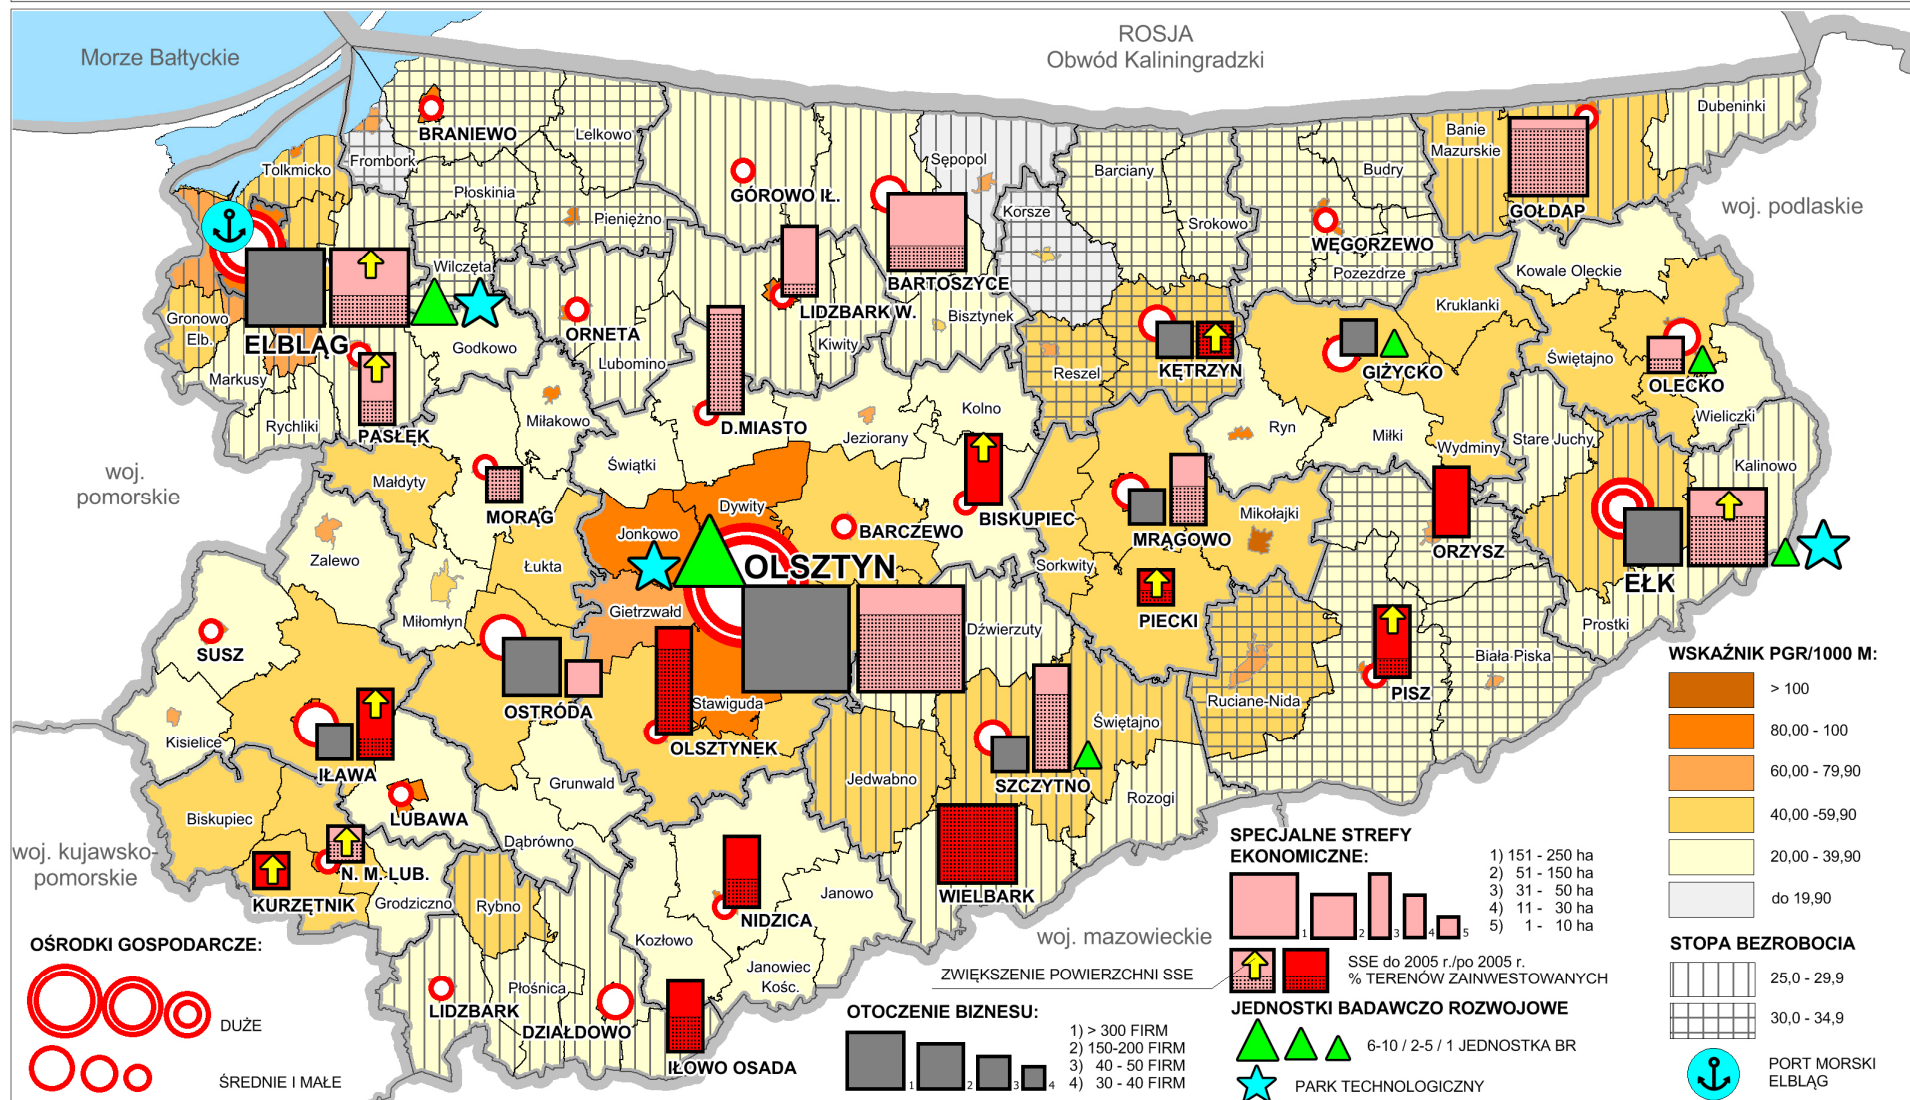 Morze Bałtyckie
ROSJA
Obwód Kaliningradzki
woj. podlaskie
woj.
pomorskie
woj. kujawsko-
pomorskie
woj. mazowieckie
BRANIEWO
Lelkowo
Frombork
Tolkmicko
Płoskinia
Pieniężno
Wilczęta
GÓROWO IŁ.
Sępopol
Korsze
Barciany
Srokowo
Budry
Banie
Mazurskie
Dubeninki
GOŁDAP
WĘGORZEWO
Pozezdrze
Kowale Oleckie
Kruklanki
BARTOSZYCE
LIDZBARK W.
Bisztynek
Kiwity
ORNETA
Lubomino
Gronowo
Elb.
ELBLĄG
Godkowo
Markusy
Rychliki
PASŁĘK
Miłakowo
D.MIASTO
Jeziorany
Kolno
Reszel
KĘTRZYN
GIŻYCKO
Świętajno
OLECKO
Wieliczki
Ryn
Miłki
Wydminy
Stare Juchy
Kalinowo
Małdyty
MORĄG
Świątki
Dywity
Jonkowo
BARCZEWO
BISKUPIEC
MRĄGOWO
Mikołajki
ORZYSZ
EŁK
Zalewo
Łukta
OLSZTYN
Sorkwity
PIECKI
Gietrzwałd
Dźwierzuty
Miłomłyn
SUSZ
Prostki
Biała Piska
PISZ
Ruciane-Nida
OSTRÓDA
Stawiguda
OLSZTYNEK
Świętajno
Kisielice
IŁAWA
Jedwabno
SZCZYTNO
Rozogi
Grunwald
Biskupiec
LUBAWA
Dąbrówno
N. M. LUB.
KURZĘTNIK
Grodziczno
Rybno
WIELBARK
Janowo
NIDZICA
Kozłowo
Janowiec
Kośc.
Płośnica
LIDZBARK
DZIAŁDOWO
IŁOWO OSADA
OŚRODKI GOSPODARCZE:
DUŻE
ŚREDNIE I MAŁE
ZWIĘKSZENIE POWIERZCHNI SSE
OTOCZENIE BIZNESU:
1 2 3 4
1) > 300 FIRM
2) 150-200 FIRM
3) 40 - 50 FIRM
4) 30 - 40 FIRM
SPECJALNE STREFY
EKONOMICZNE:
1 2 3 4 5
1) 151 - 250 ha
2) 51 - 150 ha
3) 31 - 50 ha
4) 11 - 30 ha
5) 1 - 10 ha
SSE do 2005 r./po 2005 r.
% TERENÓW ZAINWESTOWANYCH
JEDNOSTKI BADAWCZO ROZWOJOWE
6-10 / 2-5 / 1 JEDNOSTKA BR
PARK TECHNOLOGICZNY
WSKAŹNIK PGR/1000 M:
> 100
80,00 - 100
60,00 - 79,90
40,00 -59,90
20,00 - 39,90
do 19,90
STOPA BEZROBOCIA
25,0 - 29,9
30,0 - 34,9
PORT MORSKI
ELBLĄG